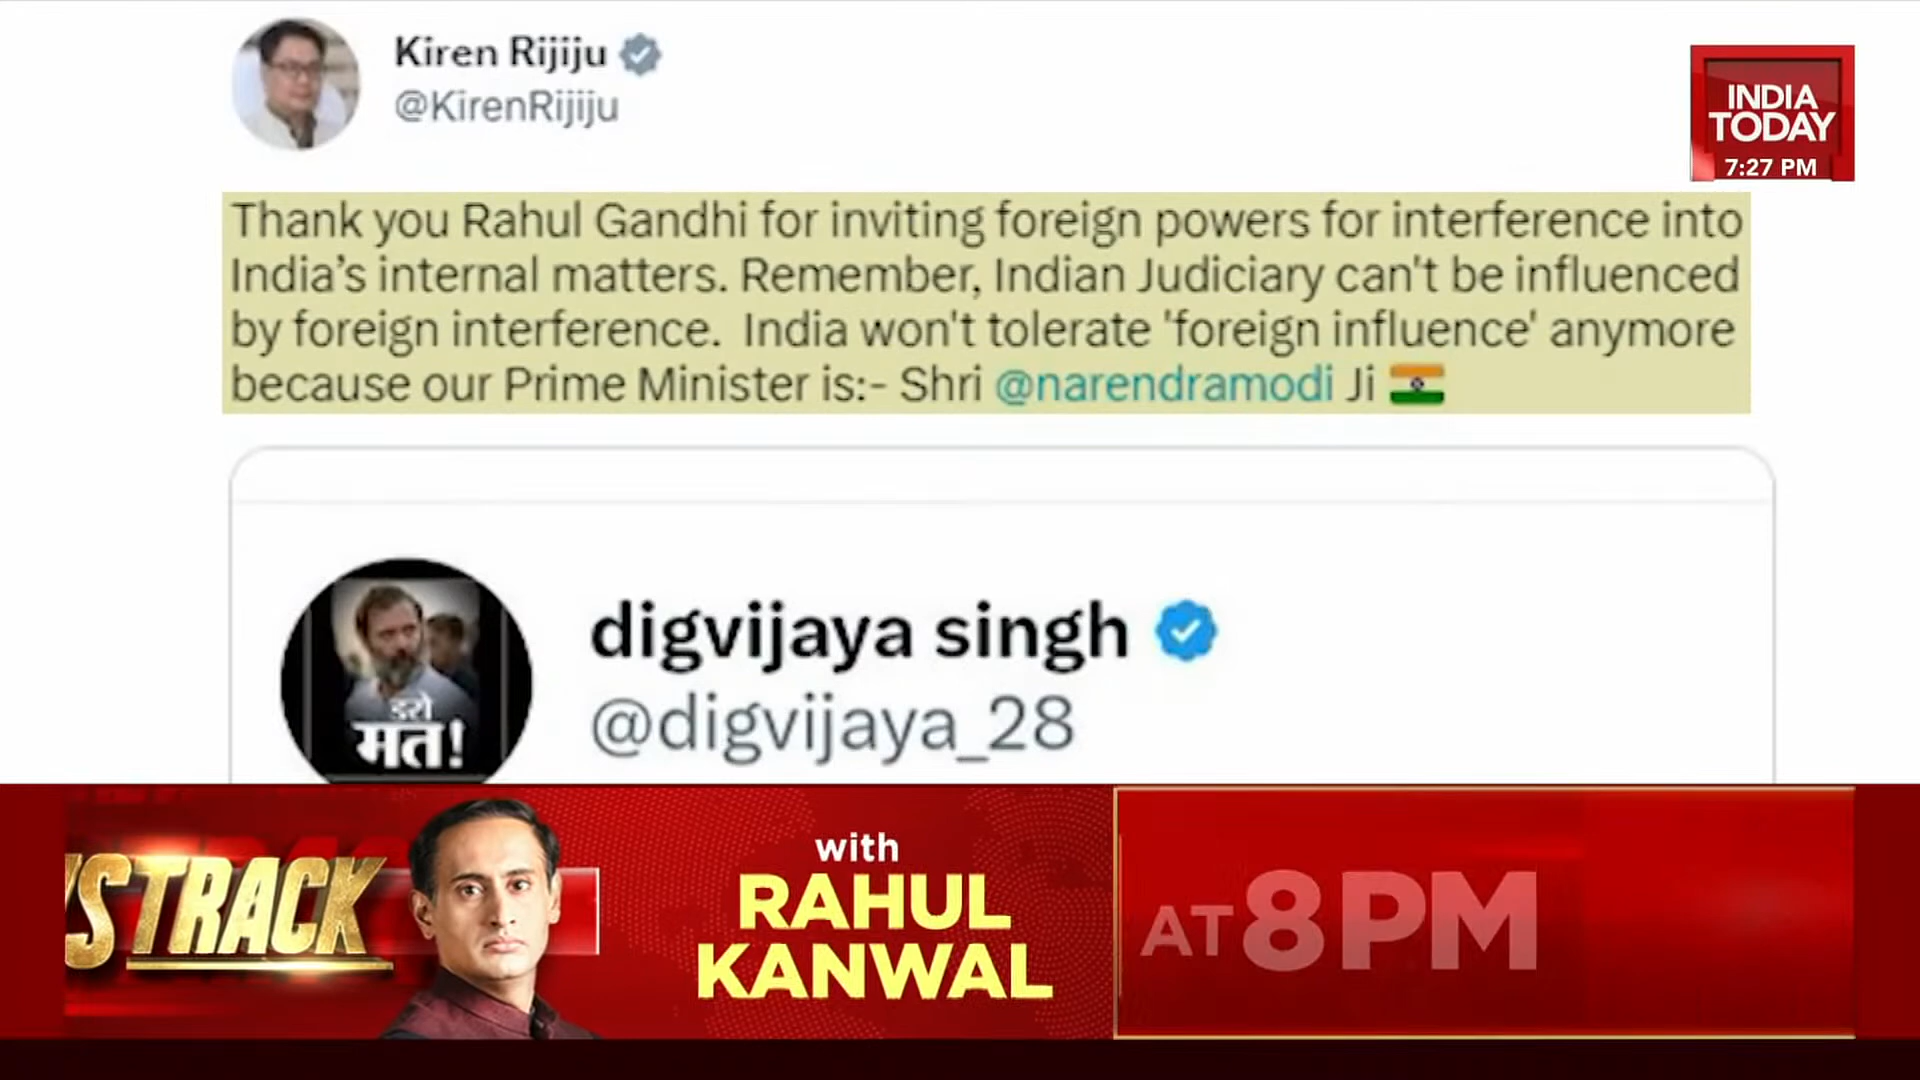 Kiren Rijiju
@KirenRijiju
INDIA
TODAY
7:27 PM
Thank you Rahul Gandhi for inviting foreign powers for interference into
India’s internal matters. Remember, Indian Judiciary can't be influenced
by foreign interference. India won't tolerate 'foreign influence' anymore
because our Prime Minister is:- Shri @narendramodi Ji
डरो
मत!
digvijaya singh
@digvijaya_28
STRACK
with
RAHUL
KANWAL
AT 8PM